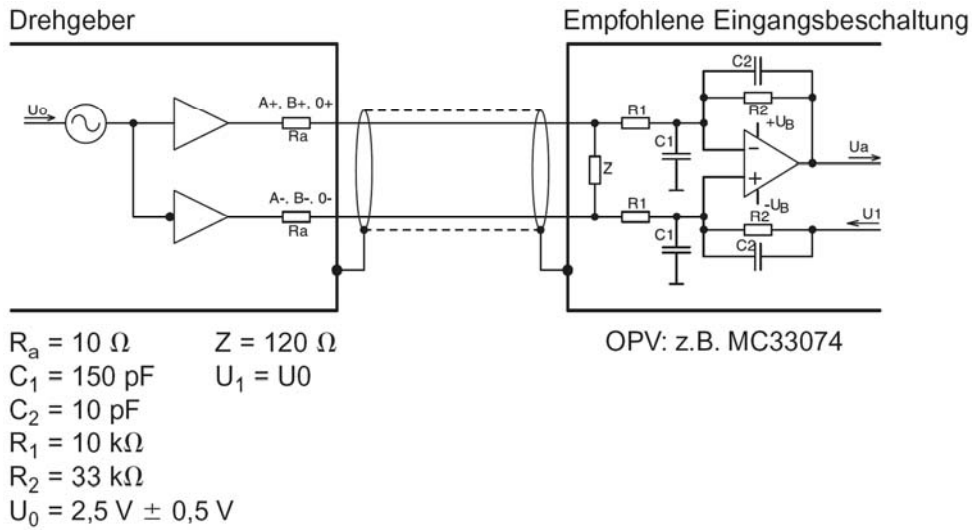 Drehgeber
Empfohlene Eingangsbeschaltung
Uo
A+. B+. 0+
Ra
A-. B-. 0-
Ra
Z
R1
C1
C2
R2
+UB
−
+
-UB
Ua
R1
C1
R2
C2
U1
Ra = 10 Ω Z = 120 Ω
C1 = 150 pF U1 = U0
C2 = 10 pF
R1 = 10 kΩ
R2 = 33 kΩ
U0 = 2,5 V ± 0,5 V
OPV: z.B. MC33074